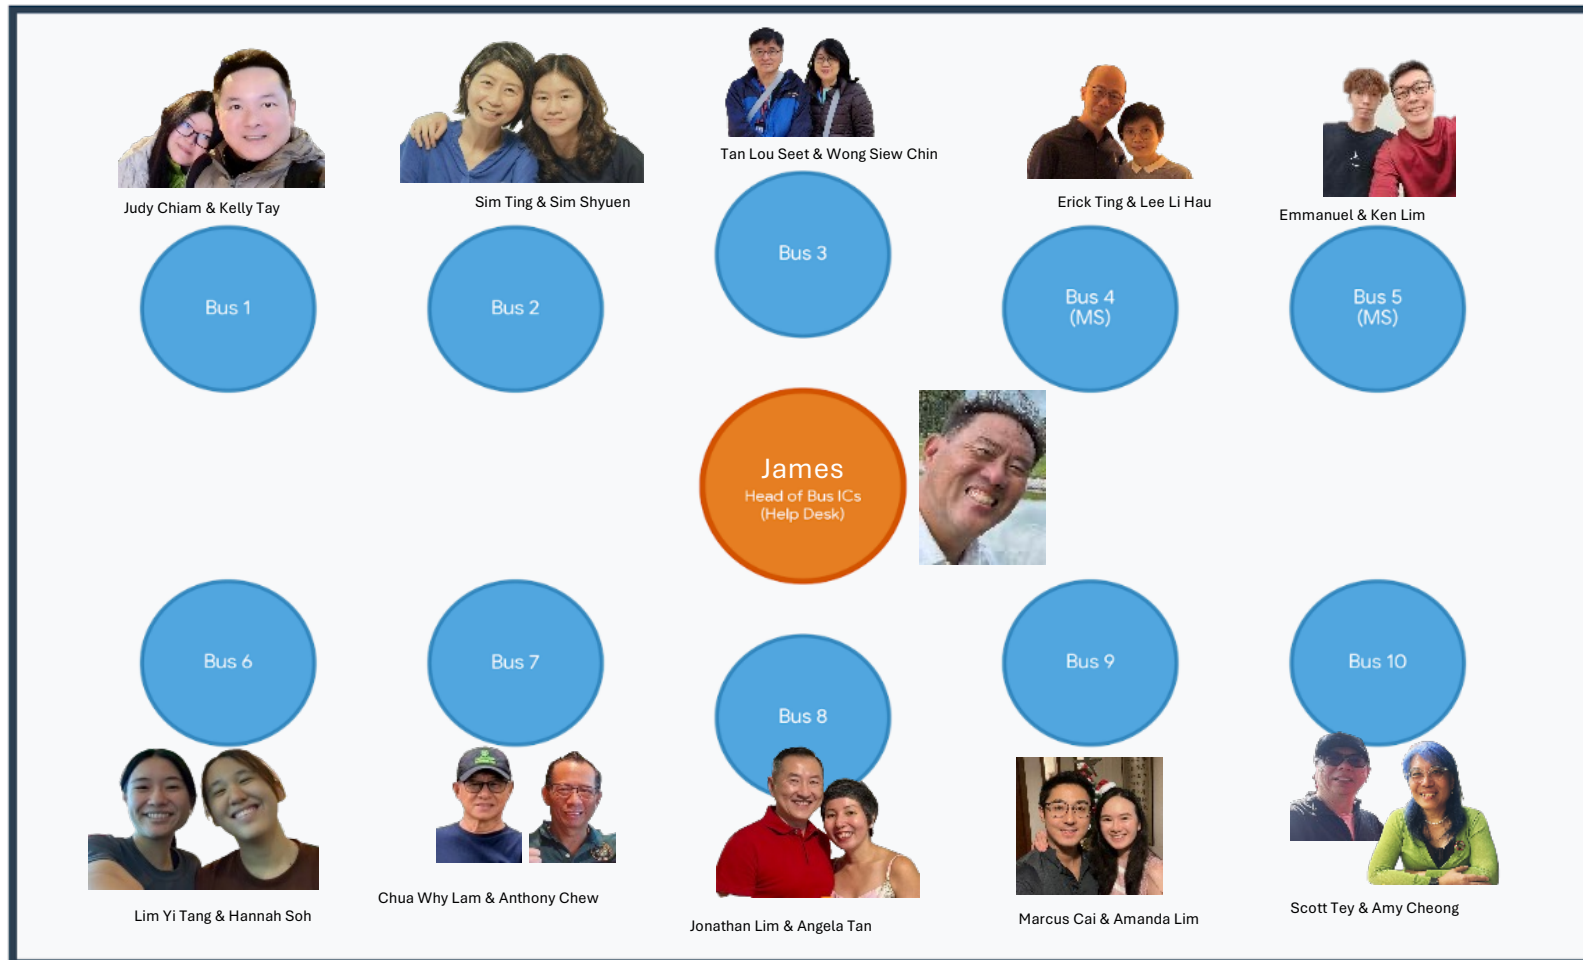 Tan Lou Seet & Wong Siew Chin
Judy Chiam & Kelly Tay
Sim Ting & Sim Shyuen
Erick Ting & Lee Li Hau
Emmanuel & Ken Lim
Bus 1
Bus 2
Bus 3
Bus 4
(MS)
Bus 5
(MS)
James
Head of Bus ICs
(Help Desk)
Bus 6
Bus 7
Bus 8
Bus 9
Bus 10
Lim Yi Tang & Hannah Soh
Chua Why Lam & Anthony Chew
Jonathan Lim & Angela Tan
Marcus Cai & Amanda Lim
Scott Tey & Amy Cheong